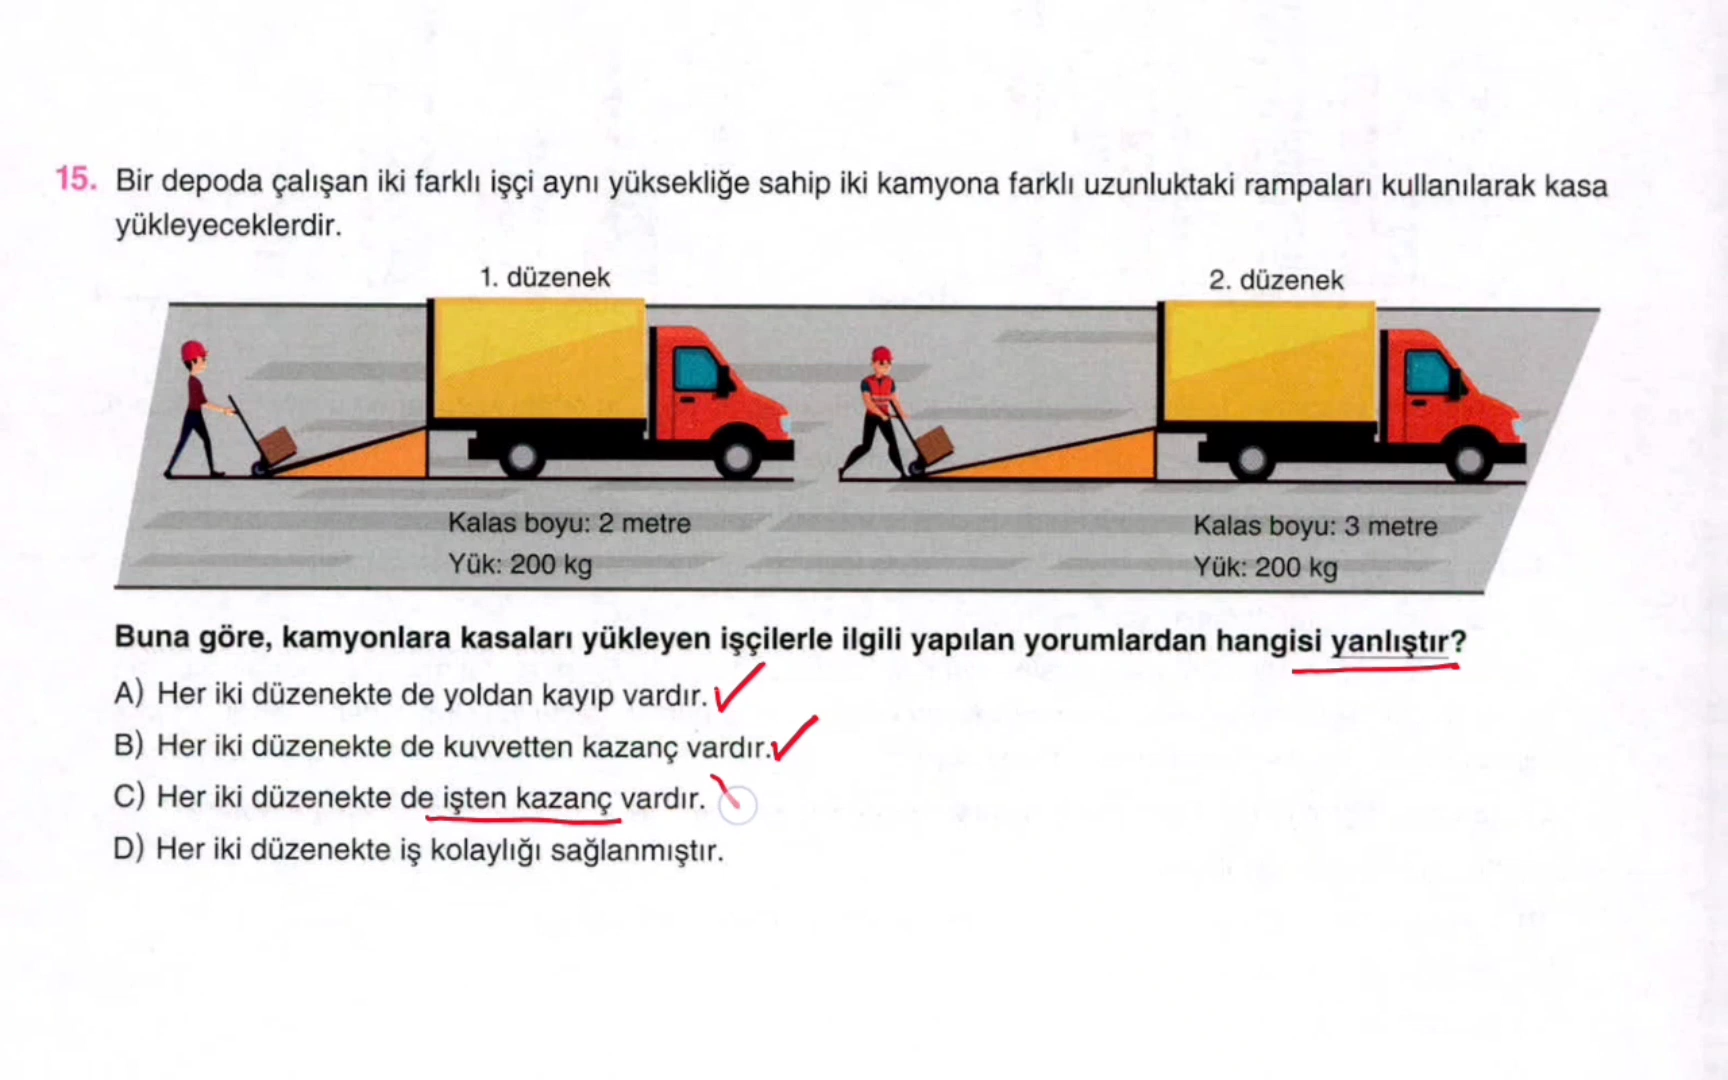 15. Bir depoda çalışan iki farklı işçi aynı yüksekliğe sahip iki kamyona farklı uzunluktaki rampaları kullanılarak kasa
yükleyeceklerdir.
1. düzenek
2. düzenek
Kalas boyu: 2 metre
Yük: 200 kg
Kalas boyu: 3 metre
Yük: 200 kg
Buna göre, kamyonlara kasaları yükleyen işçilerle ilgili yapılan yorumlardan hangisi yanlıştır?
A) Her iki düzenekte de yoldan kayıp vardır.
B) Her iki düzenekte de kuvvetten kazanç vardır.
C) Her iki düzenekte de işten kazanç vardır.
D) Her iki düzenekte iş kolaylığı sağlanmıştır.